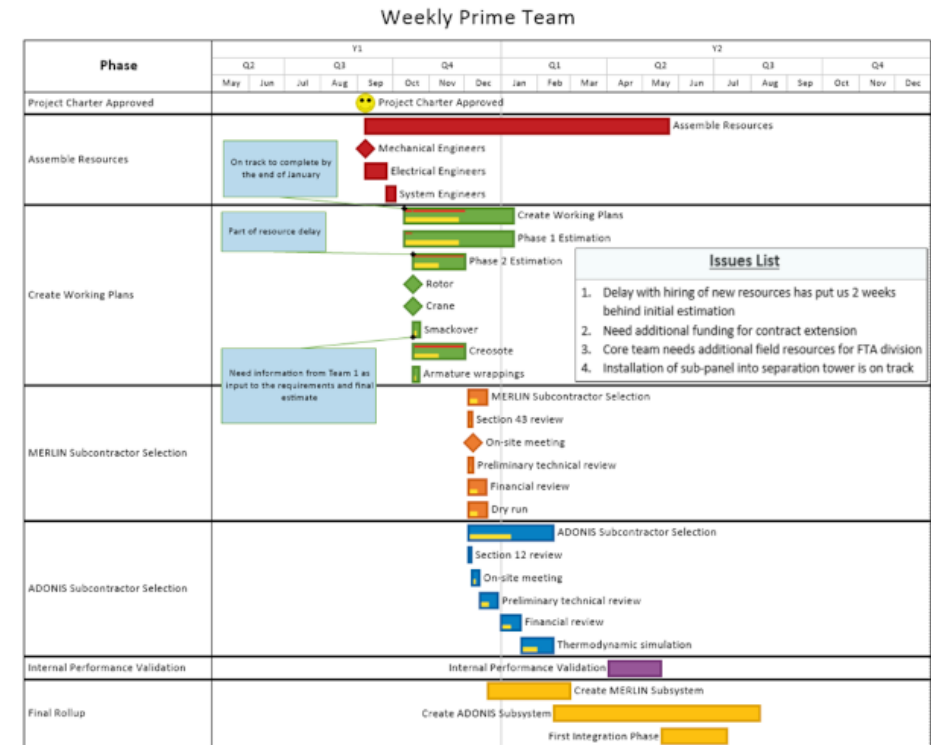 Weekly Prime Team
Phase
Y1
Y2
Q2
Q3
Q4
Q1
Q2
Q3
Q4
May
Jun
Jul
Aug
Sep
Oct
Nov
Dec
Jan
Feb
Mar
Apr
May
Jun
Jul
Aug
Sep
Oct
Nov
Dec
Project Charter Approved
Project Charter Approved
Assemble Resources
Assemble Resources
Mechanical Engineers
Electrical Engineers
System Engineers
On track to complete by
the end of January
Create Working Plans
Create Working Plans
Phase 1 Estimation
Phase 2 Estimation
Rotor
Crane
Smackover
Creosote
Armature wrappings
Part of resource delay
Need information from Team 1 as
input to the requirements and final
estimate
Issues List
1. Delay with hiring of new resources has put us 2 weeks
behind initial estimation
2. Need additional funding for contract extension
3. Core team needs additional field resources for FTA division
4. Installation of sub-panel into separation tower is on track
MERLIN Subcontractor Selection
MERLIN Subcontractor Selection
Section 43 review
On-site meeting
Preliminary technical review
Financial review
Dry run
ADONIS Subcontractor Selection
ADONIS Subcontractor Selection
Section 12 review
On-site meeting
Preliminary technical review
Financial review
Thermodynamic simulation
Internal Performance Validation
Internal Performance Validation
Final Rollup
Create MERLIN Subsystem
Create ADONIS Subsystem
First Integration Phase